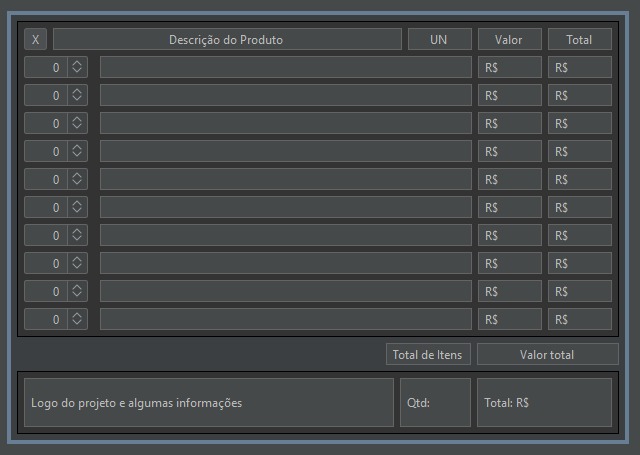 X Descrição do Produto UN Valor Total
0 R$ R$
0 R$ R$
0 R$ R$
0 R$ R$
0 R$ R$
0 R$ R$
0 R$ R$
0 R$ R$
0 R$ R$
0 R$ R$
Total de Itens Valor total
Logo do projeto e algumas informações Qtd: Total: R$